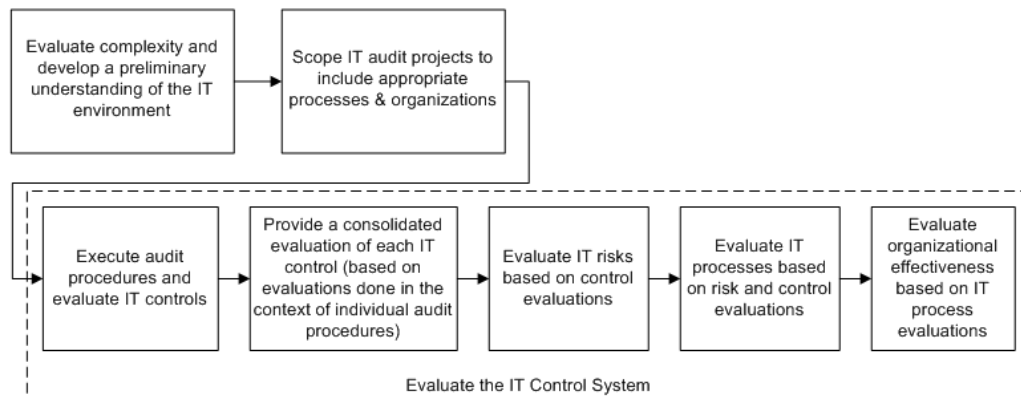 Evaluate complexity and
develop a preliminary
understanding of the IT
environment
Scope IT audit projects to
include appropriate
processes & organizations
Execute audit
procedures and
evaluate IT controls
Provide a consolidated
evaluation of each IT
control (based on
evaluations done in the
context of individual audit
procedures)
Evaluate IT risks
based on control
evaluations
Evaluate IT
processes based
on risk and control
evaluations
Evaluate
organizational
effectiveness
based on IT
process
evaluations
Evaluate the IT Control System